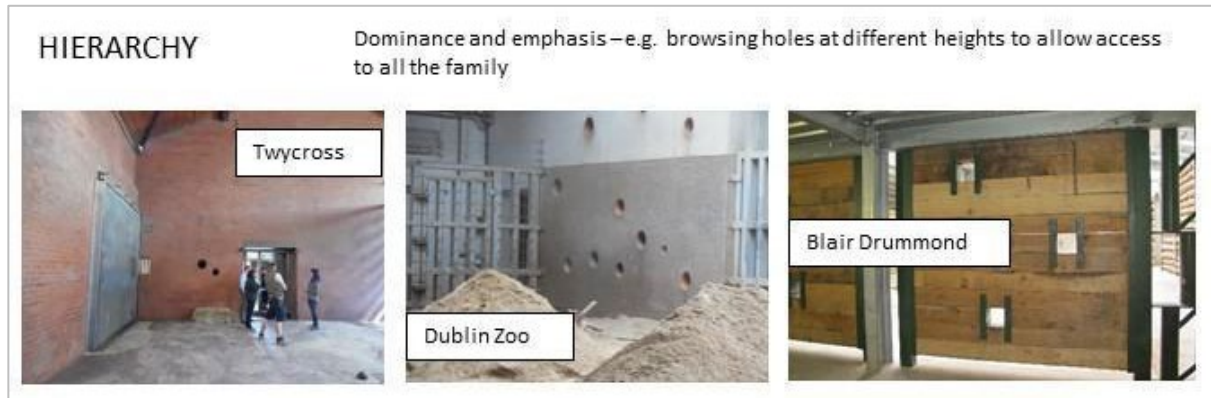 HIERARCHY
Dominance and emphasis – e.g. browsing holes at different heights to allow access
to all the family
Twycross
Dublin Zoo
Blair Drummond